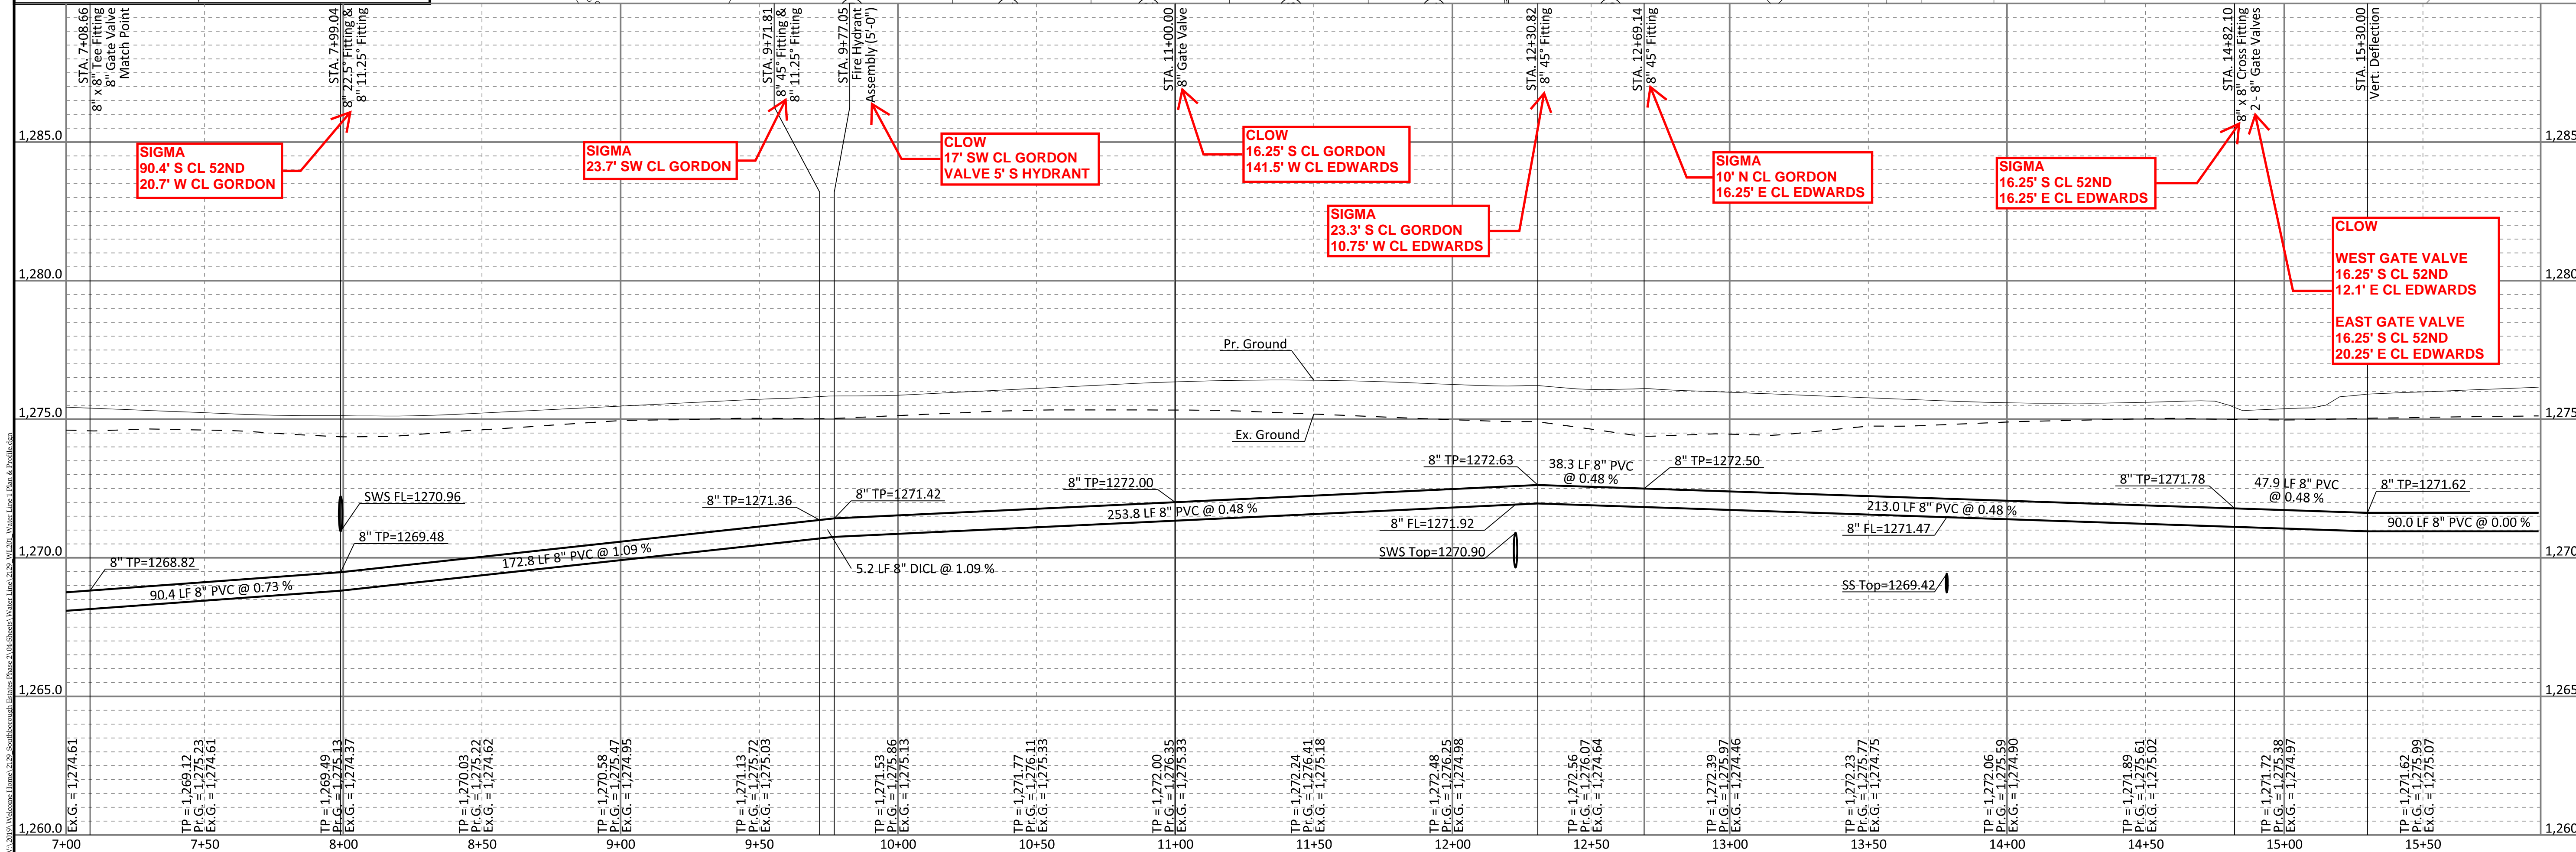 STA. 7+08.66
8" x 8" Tee Fitting
8" Gate Valve
Match Point
STA. 7+99.04
8" 22.5° Fitting &
8" 11.25° Fitting
STA. 9+71.81
8" 45° Fitting &
8" 11.25° Fitting
STA. 9+77.05
Fire Hydrant
Assembly (5'-0")
STA. 11+00.00
8" Gate Valve
STA. 12+30.82
8" 45° Fitting
STA. 12+69.14
8" 45° Fitting
STA. 14+82.10
8" x 8" Cross Fitting
2 - 8" Gate Valves
STA. 15+30.00
Vert. Deflection
SIGMA
90.4' S CL 52ND
20.7' W CL GORDON
SIGMA
23.7' SW CL GORDON
CLOW
17' SW CL GORDON
VALVE 5' S HYDRANT
CLOW
16.25' S CL GORDON
141.5' W CL EDWARDS
SIGMA
23.3' S CL GORDON
10.75' W CL EDWARDS
SIGMA
10' N CL GORDON
16.25' E CL EDWARDS
SIGMA
16.25' S CL 52ND
16.25' E CL EDWARDS
CLOW
WEST GATE VALVE
16.25' S CL 52ND
12.1' E CL EDWARDS
EAST GATE VALVE
16.25' S CL 52ND
20.25' E CL EDWARDS
1,285.0
1,285
1,280.0
1,280
1,275.0
1,275
1,270.0
1,270
1,265.0
1,265
1,260.0
1,260
Pr. Ground
Ex. Ground
8" TP=1268.82
90.4 LF 8" PVC @ 0.73 %
SWS FL=1270.96
8" TP=1269.48
172.8 LF 8" PVC @ 1.09 %
8" TP=1271.36
8" TP=1271.42
5.2 LF 8" DICL @ 1.09 %
8" TP=1272.00
253.8 LF 8" PVC @ 0.48 %
8" TP=1272.63
38.3 LF 8" PVC
@ 0.48 %
8" TP=1272.50
8" FL=1271.92
SWS Top=1270.90
213.0 LF 8" PVC @ 0.48 %
8" FL=1271.47
SS Top=1269.42
8" TP=1271.78
47.9 LF 8" PVC
@ 0.48 %
8" TP=1271.62
90.0 LF 8" PVC @ 0.00 %
Ex.G. = 1,274.61
TP = 1,269.12
Pr.G. = 1,275.23
Ex.G. = 1,274.61
TP = 1,269.49
Pr.G. = 1,275.13
Ex.G. = 1,274.37
TP = 1,270.03
Pr.G. = 1,275.22
Ex.G. = 1,274.62
TP = 1,270.58
Pr.G. = 1,275.47
Ex.G. = 1,274.95
TP = 1,271.13
Pr.G. = 1,275.72
Ex.G. = 1,275.03
TP = 1,271.53
Pr.G. = 1,275.86
Ex.G. = 1,275.13
TP = 1,271.77
Pr.G. = 1,276.11
Ex.G. = 1,275.33
TP = 1,272.00
Pr.G. = 1,276.35
Ex.G. = 1,275.33
TP = 1,272.24
Pr.G. = 1,276.41
Ex.G. = 1,275.18
TP = 1,272.48
Pr.G. = 1,276.25
Ex.G. = 1,274.98
TP = 1,272.56
Pr.G. = 1,276.07
Ex.G. = 1,274.64
TP = 1,272.39
Pr.G. = 1,275.97
Ex.G. = 1,274.46
TP = 1,272.23
Pr.G. = 1,275.77
Ex.G. = 1,274.75
TP = 1,272.06
Pr.G. = 1,275.59
Ex.G. = 1,274.90
TP = 1,271.89
Pr.G. = 1,275.61
Ex.G. = 1,275.02
TP = 1,271.72
Pr.G. = 1,275.38
Ex.G. = 1,274.97
TP = 1,271.62
Pr.G. = 1,275.99
Ex.G. = 1,275.07
7+00
7+50
8+00
8+50
9+00
9+50
10+00
10+50
11+00
11+50
12+00
12+50
13+00
13+50
14+00
14+50
15+00
15+50